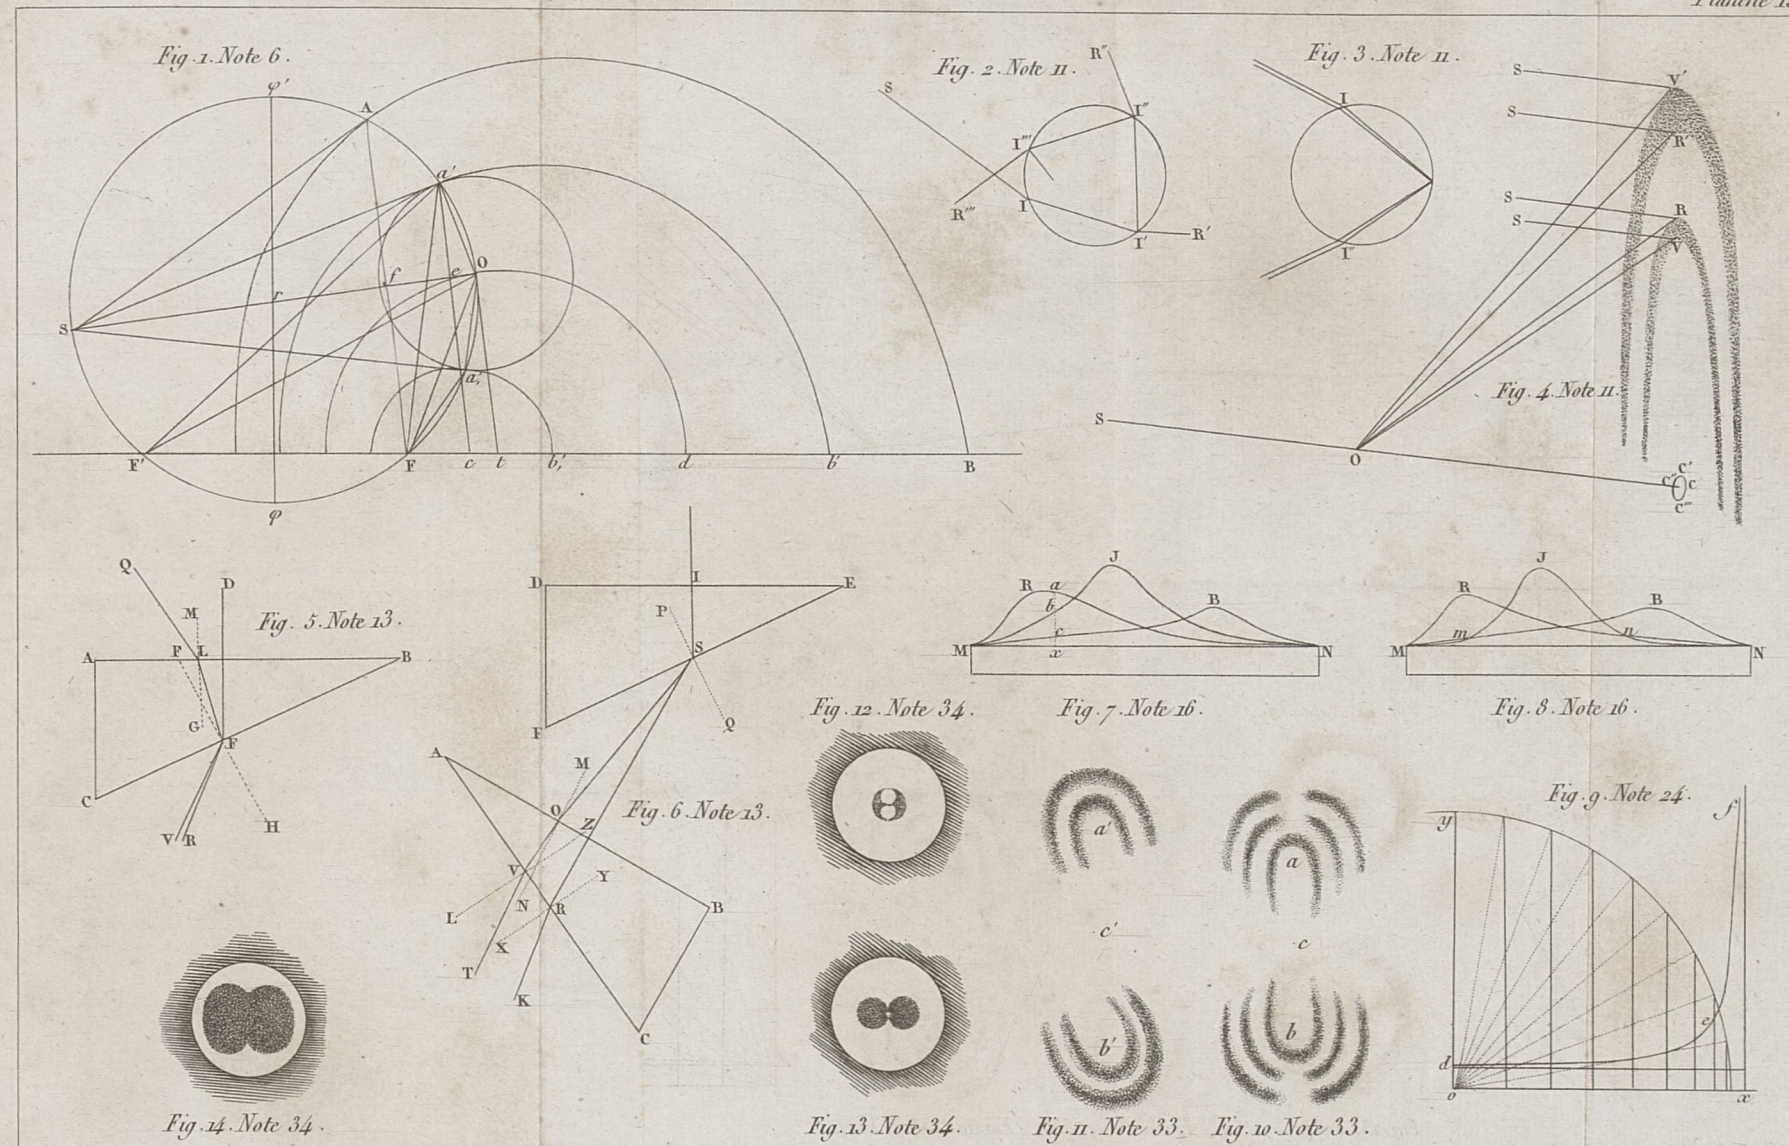 Fig. 1. Note 6.
φ'
A
a'
O
f
e
r
S
a,
F'
F
c
t
b,'
d
b'
B
φ
Fig. 2. Note 11.
R''
S
I''
I'''
R'''
I
I'
R'
Fig. 3. Note 11.
I
I'
S
V'
S
R'
S
R
S
V
Fig. 4. Note 11.
S
O
C'
C''
C
C'''
Q
D
M
Fig. 5. Note 13.
A
F
L
B
G
F
C
V
R
H
D
I
E
P
S
F
Q
A
M
O
Z
Fig. 6. Note 13.
V
Y
L
N
R
B
X
T
K
C
J
R
a
b
B
c
M
x
N
Fig. 7. Note 16.
J
R
B
m
n
M
N
Fig. 8. Note 16.
Fig. 12. Note 34.
a'
c'
b'
Fig. 11. Note 33.
a
c
b
Fig. 10. Note 33.
Fig. 9. Note 24.
y
f
e
d
o
x
Fig. 14. Note 34.
Fig. 13. Note 34.